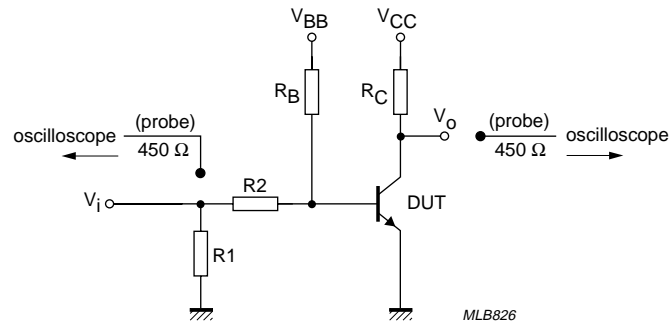 VBB
VCC
RB
RC
Vo
(probe)
oscilloscope
450 Ω
(probe)
oscilloscope
450 Ω
R2
Vi
DUT
R1
MLB826